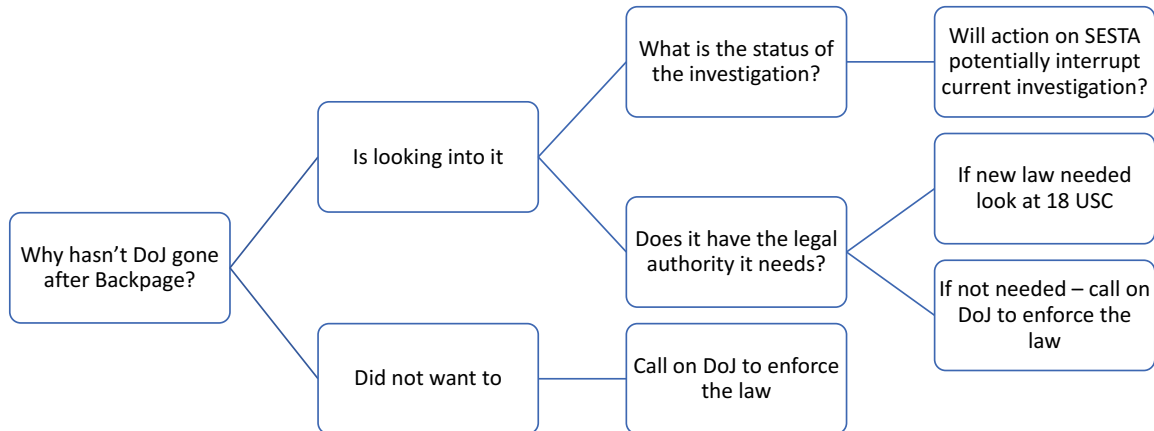 What is the status of
the investigation?
Will action on SESTA
potentially interrupt
current investigation?
Is looking into it
If new law needed
look at 18 USC
Why hasn’t DoJ gone
after Backpage?
Does it have the legal
authority it needs?
If not needed – call on
DoJ to enforce the
law
Did not want to
Call on DoJ to enforce
the law